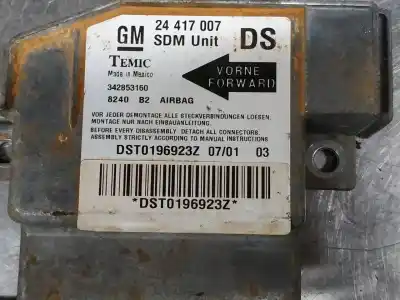 GM 24 417 007 DS
SDM Unit
TEMIC
Made in Mexico
VORNE
FORWARD
342853160
8240 B2 AIRBAG
VOR JEDER DEMONTAGE ALLE STECKVERBINDUNGEN LOESEN,
MONTAGE NUR NACH EINBAUANLEITUNG.
BEFORE EVERY DISASSEMBLY DETACH ALL CONNECTORS.
ASSEMBLY STRICTLY ACCORDING TO MANUAL INSTRUCTIONS
DST0196923Z 07/01 03
*DST0196923Z*